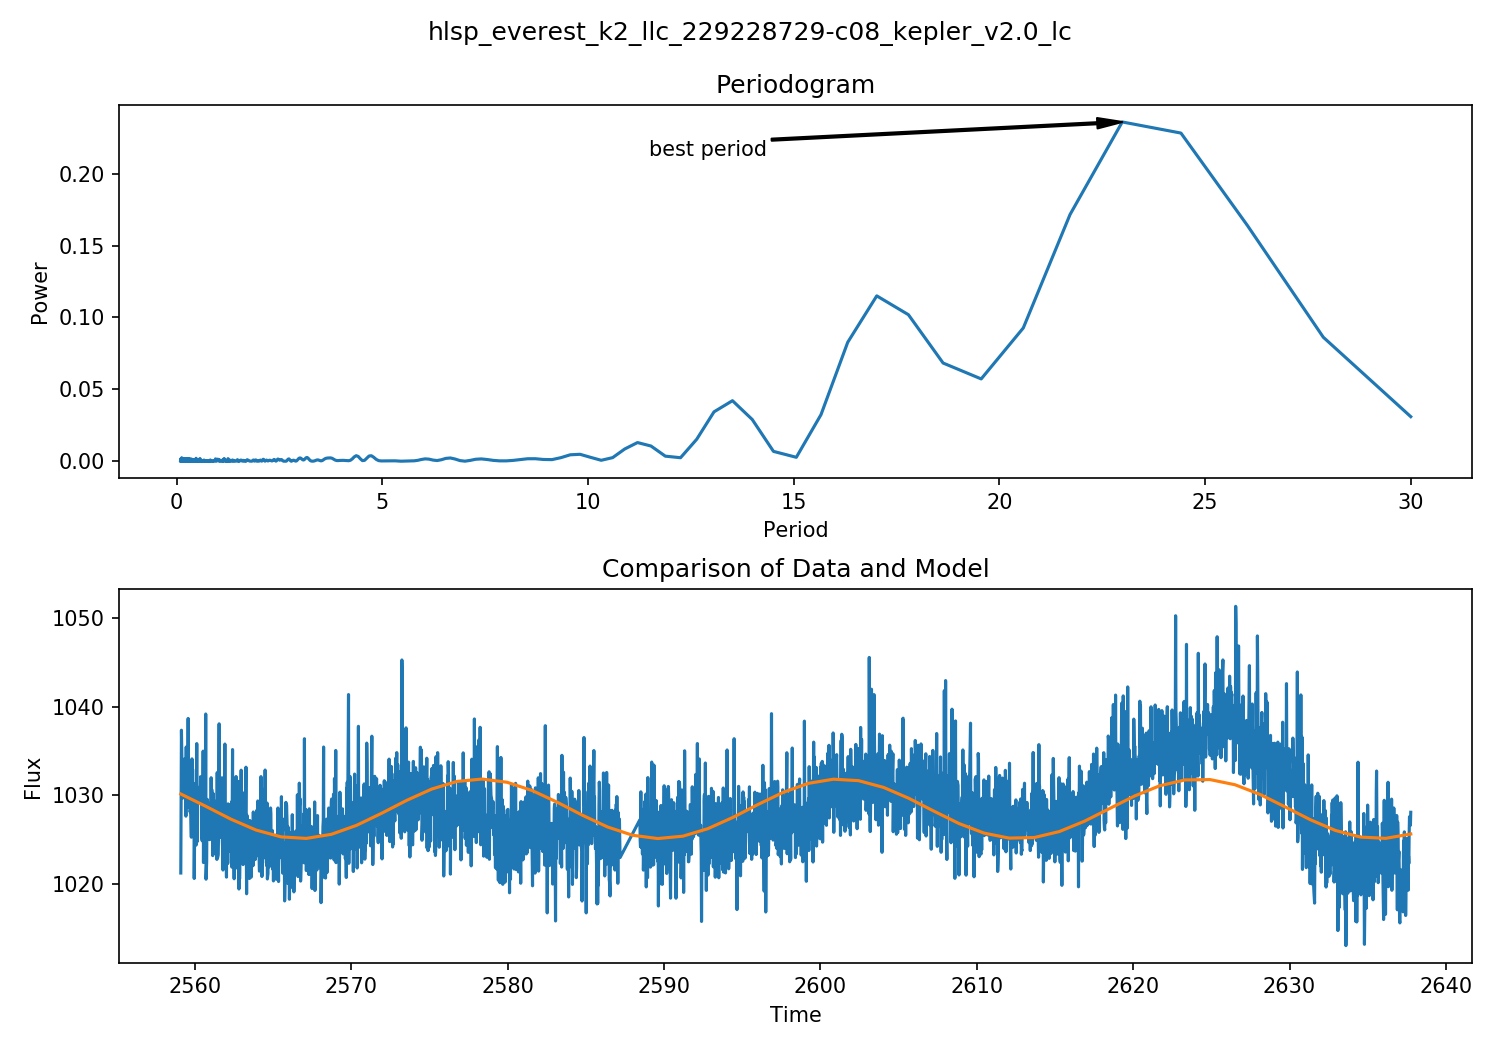 hlsp_everest_k2_llc_229228729-c08_kepler_v2.0_lc
Periodogram
best period
Power
0.20
0.15
0.10
0.05
0.00
0 5 10 15 20 25 30
Period
Comparison of Data and Model
Flux
1050
1040
1030
1020
2560 2570 2580 2590 2600 2610 2620 2630 2640
Time